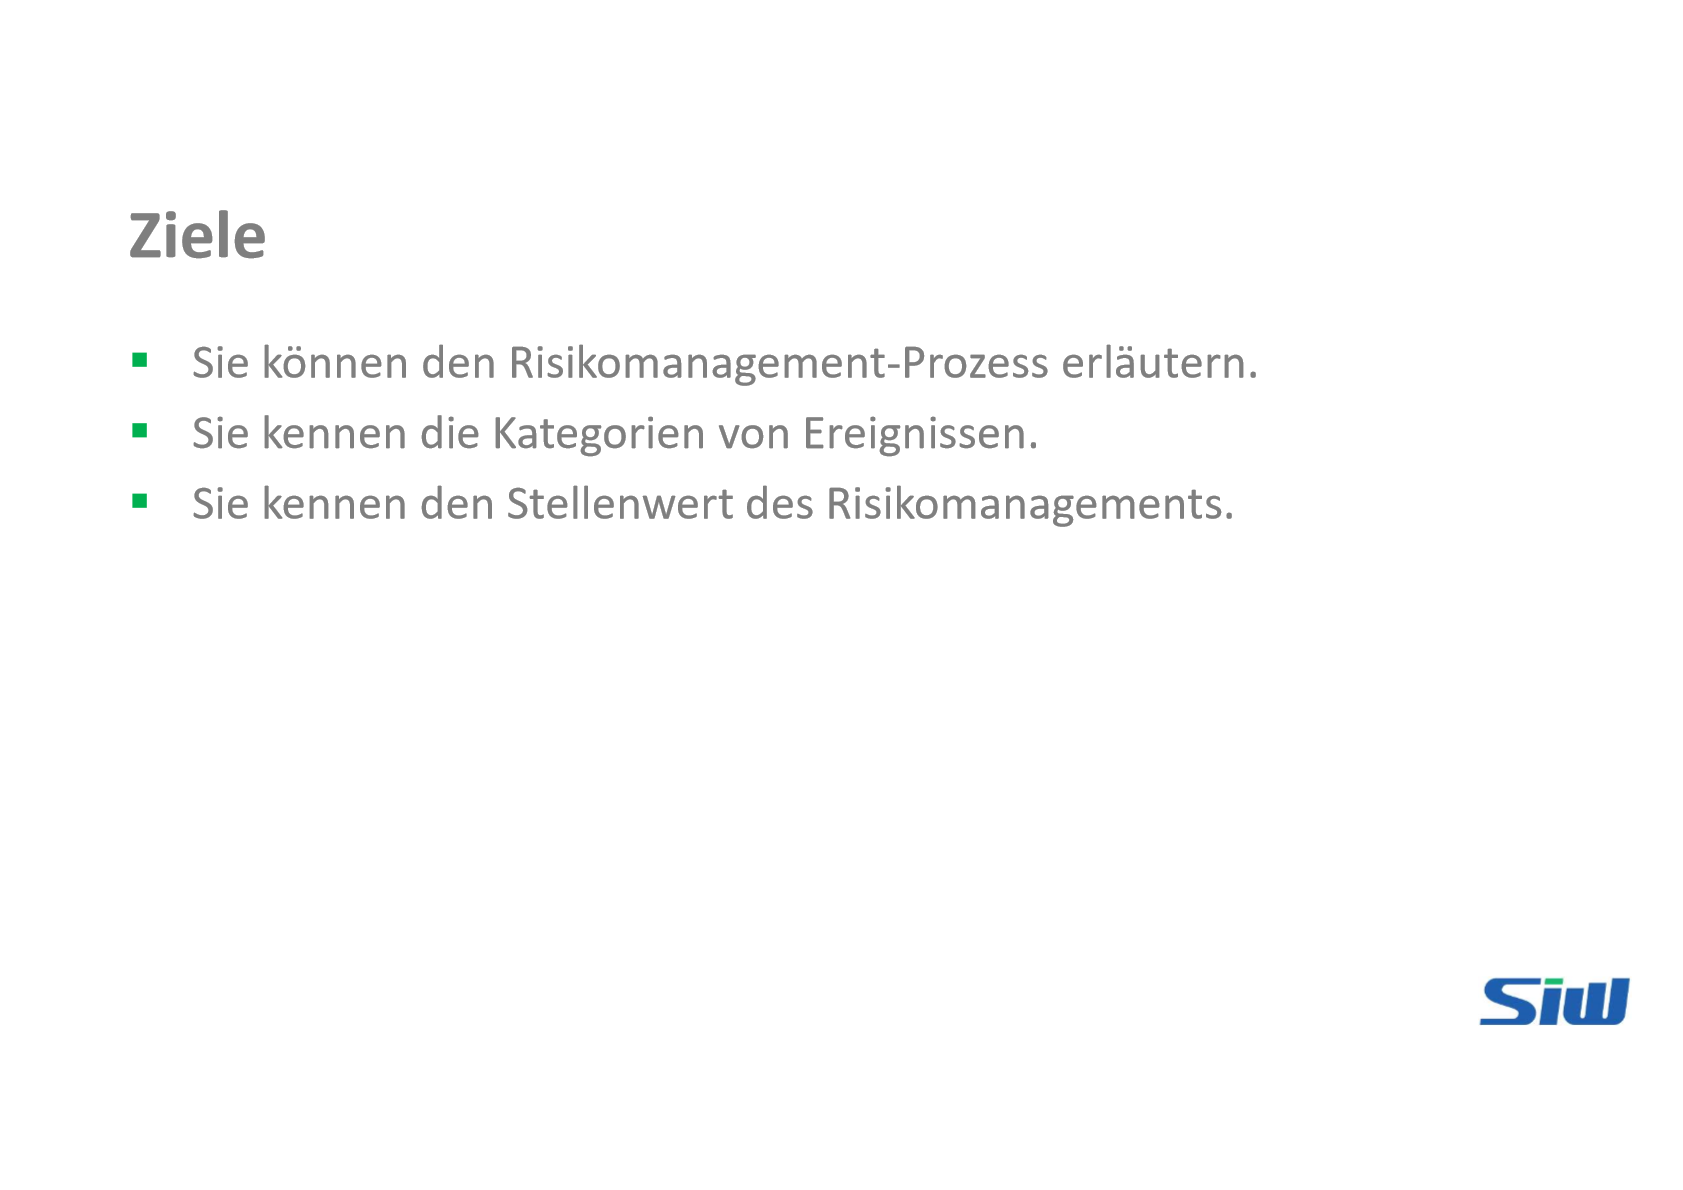 Ziele
▪ Sie können den Risikomanagement-Prozess erläutern.
▪ Sie kennen die Kategorien von Ereignissen.
▪ Sie kennen den Stellenwert des Risikomanagements.
Siw